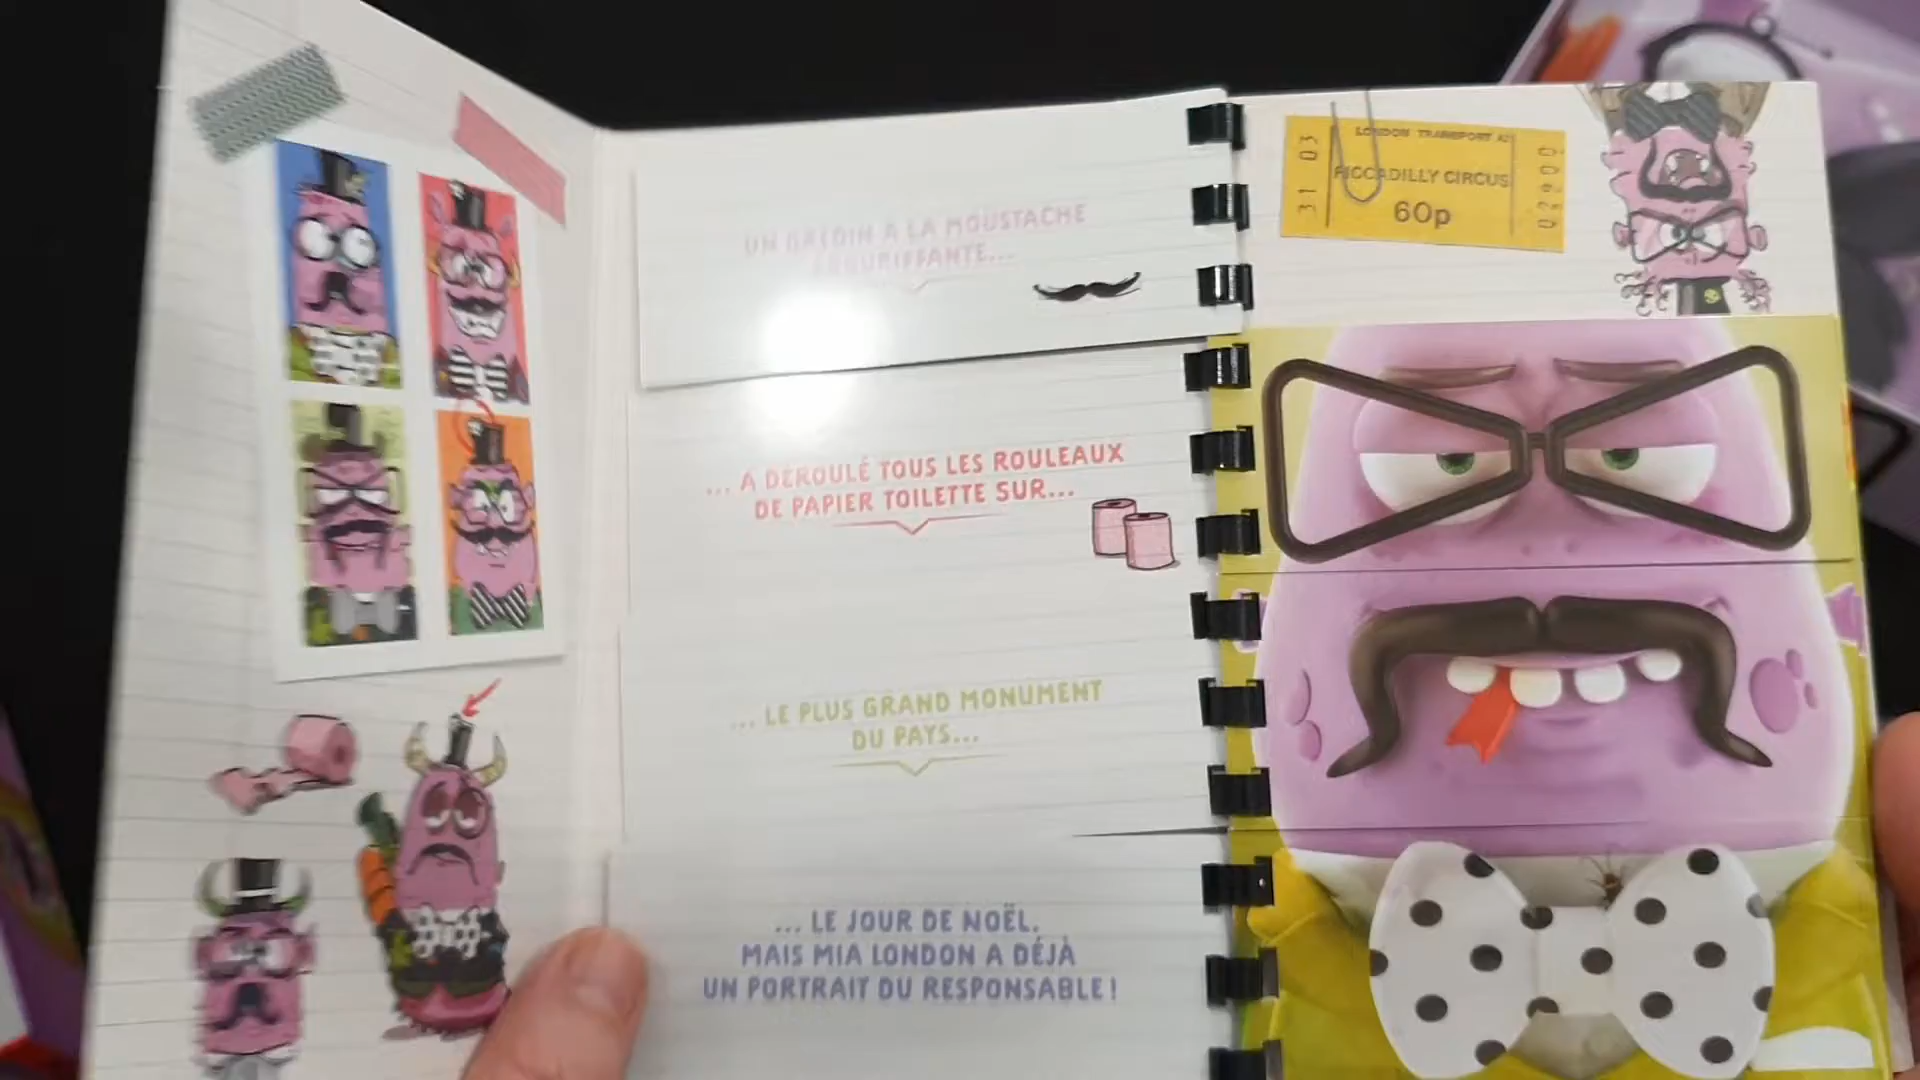 UN GREDIN A LA MOUSTACHE
ÉBOURIFFANTE...
... A DÉROULÉ TOUS LES ROULEAUX
DE PAPIER TOILETTE SUR...
... LE PLUS GRAND MONUMENT
DU PAYS...
... LE JOUR DE NOËL.
MAIS MIA LONDON A DÉJÀ
UN PORTRAIT DU RESPONSABLE !
LONDON TRANSPORT
31 03
PICCADILLY CIRCUS
60p